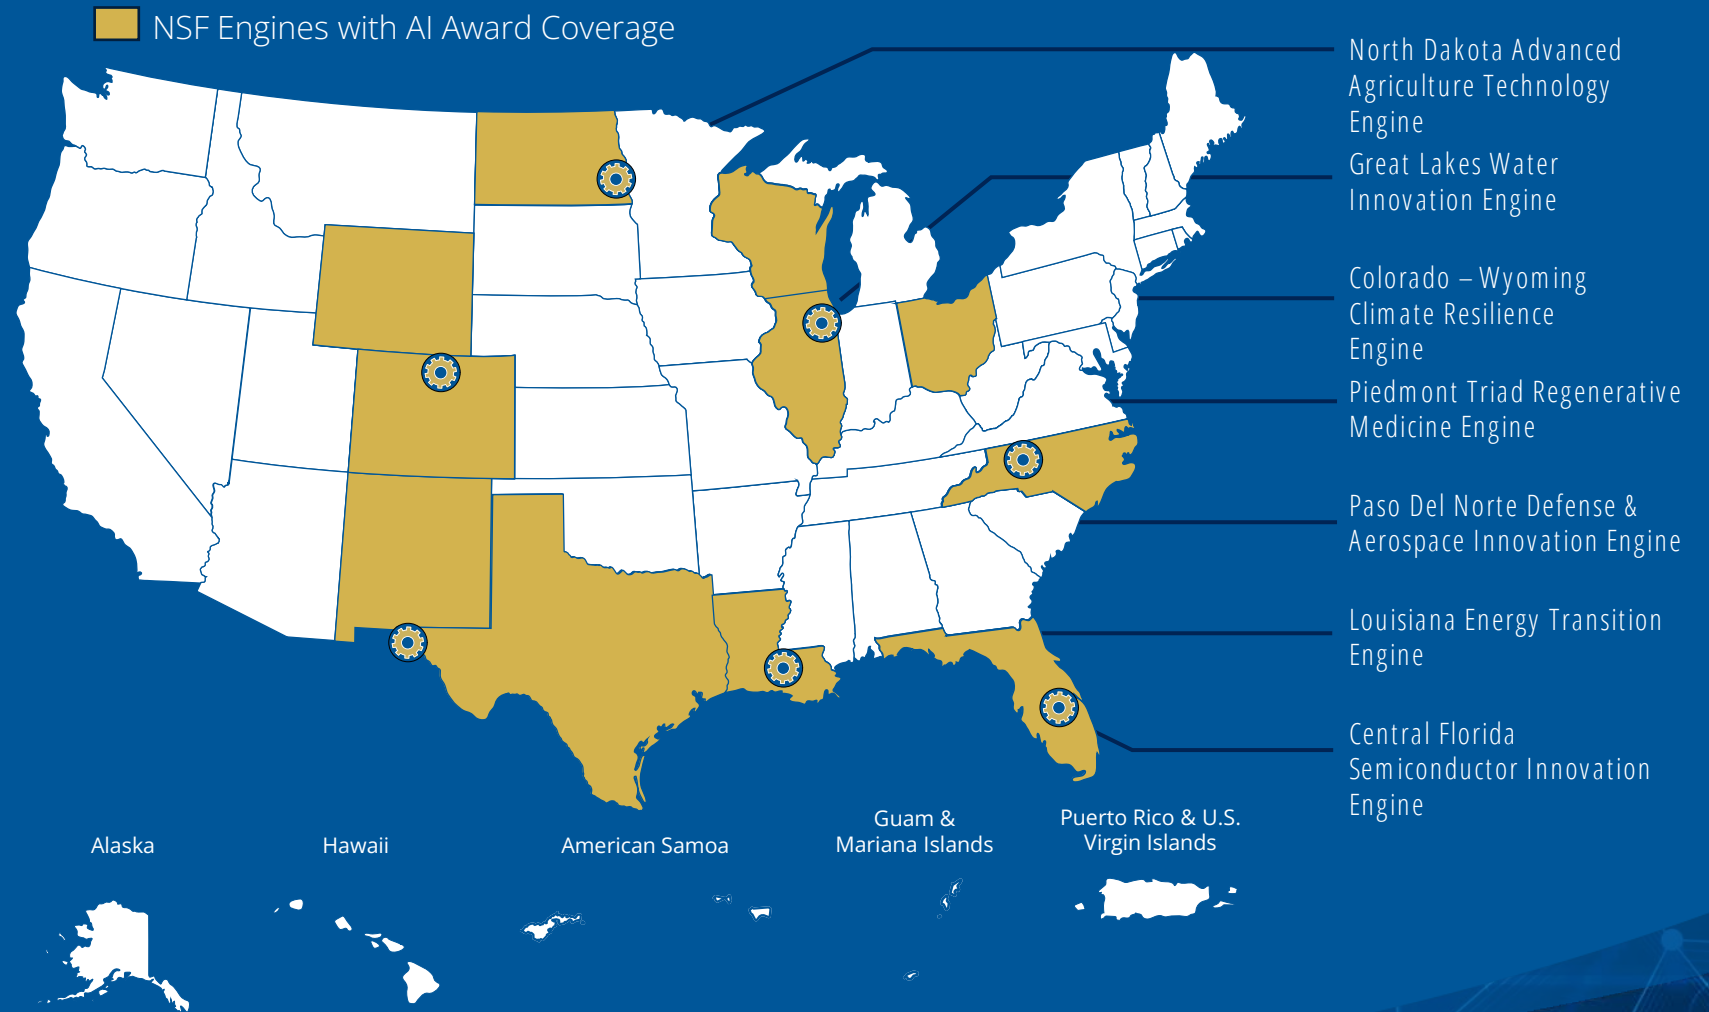 NSF Engines with AI Award Coverage
North Dakota Advanced
Agriculture Technology
Engine
Great Lakes Water
Innovation Engine
Colorado – Wyoming
Climate Resilience
Engine
Piedmont Triad Regenerative
Medicine Engine
Paso Del Norte Defense &
Aerospace Innovation Engine
Louisiana Energy Transition
Engine
Central Florida
Semiconductor Innovation
Engine
Alaska
Hawaii
American Samoa
Guam &
Mariana Islands
Puerto Rico & U.S.
Virgin Islands